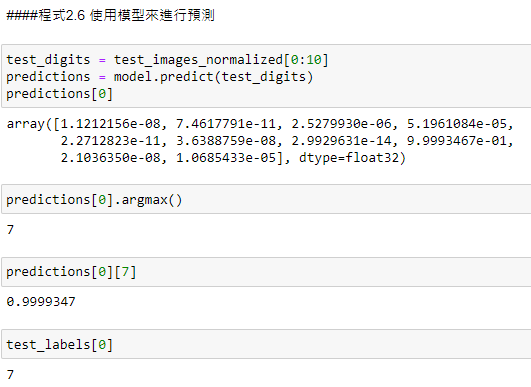 ####程式2.6 使用模型來進行預測
test_digits = test_images_normalized[0:10]
predictions = model.predict(test_digits)
predictions[0]
array([1.1212156e-08, 7.4617791e-11, 2.5279930e-06, 5.1961084e-05,
2.2712823e-11, 3.6388759e-08, 2.9929631e-14, 9.9993467e-01,
2.1036350e-08, 1.0685433e-05], dtype=float32)
predictions[0].argmax()
7
predictions[0][7]
0.9999347
test_labels[0]
7